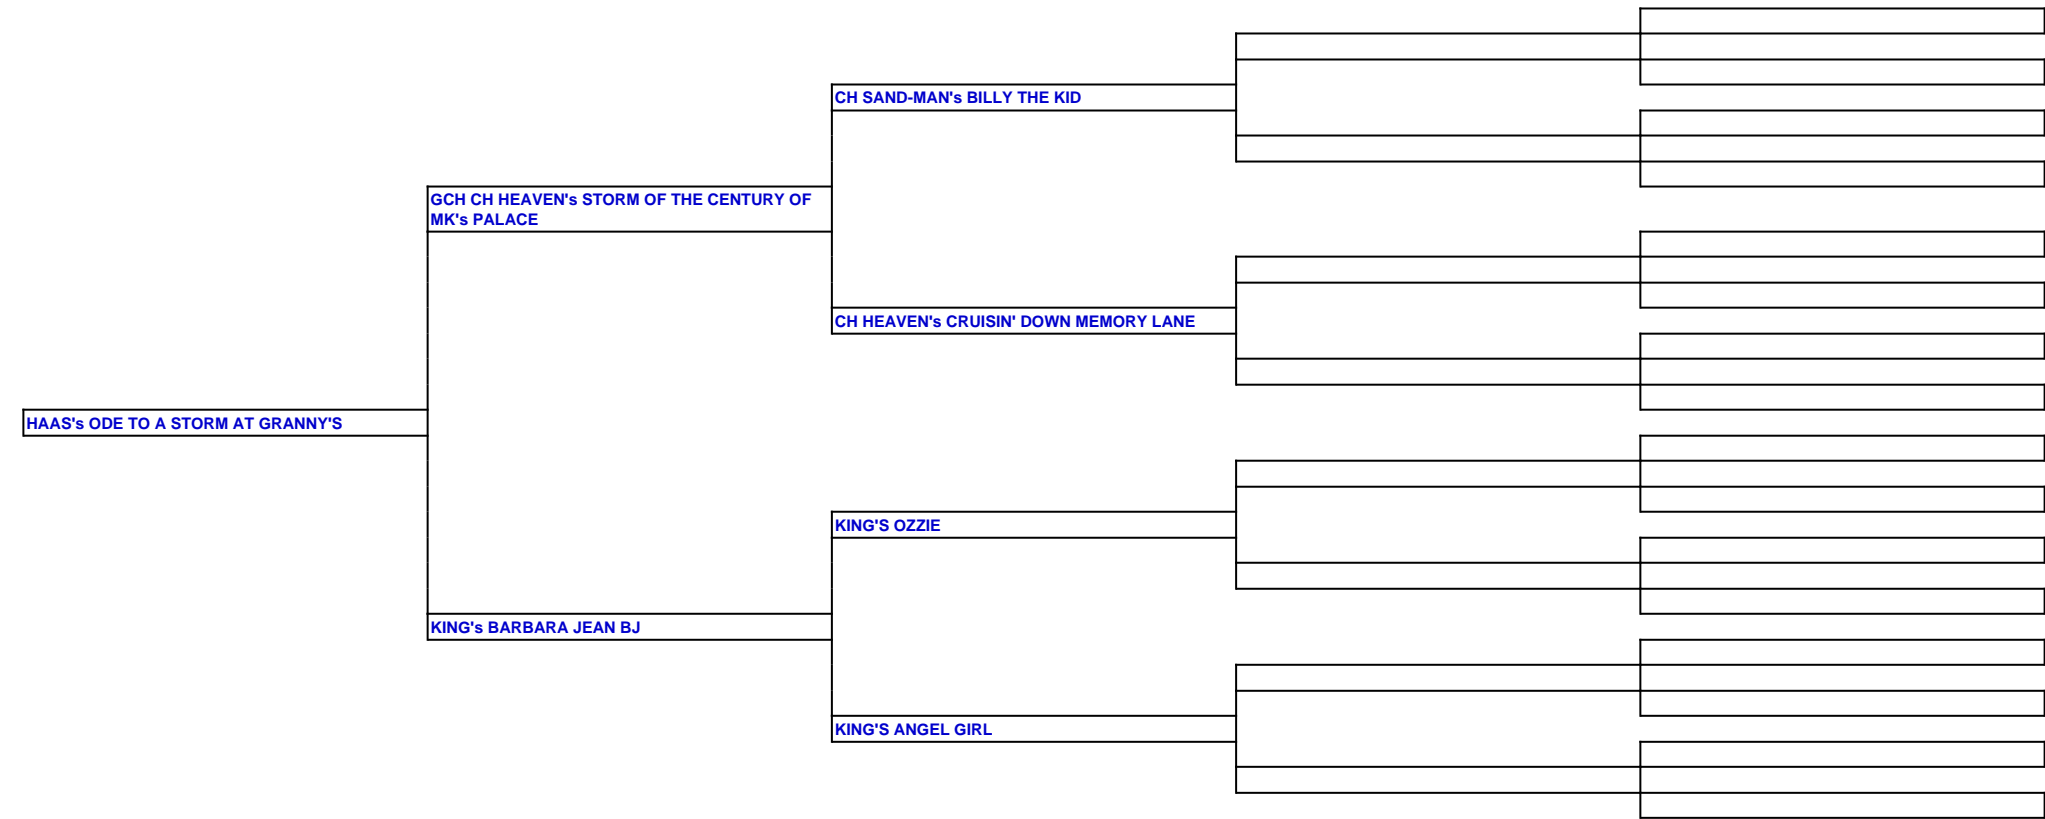 CH SAND-MAN's BILLY THE KID
GCH CH HEAVEN's STORM OF THE CENTURY OF
MK's PALACE
CH HEAVEN's CRUISIN' DOWN MEMORY LANE
HAAS's ODE TO A STORM AT GRANNY'S
KING'S OZZIE
KING's BARBARA JEAN BJ
KING'S ANGEL GIRL